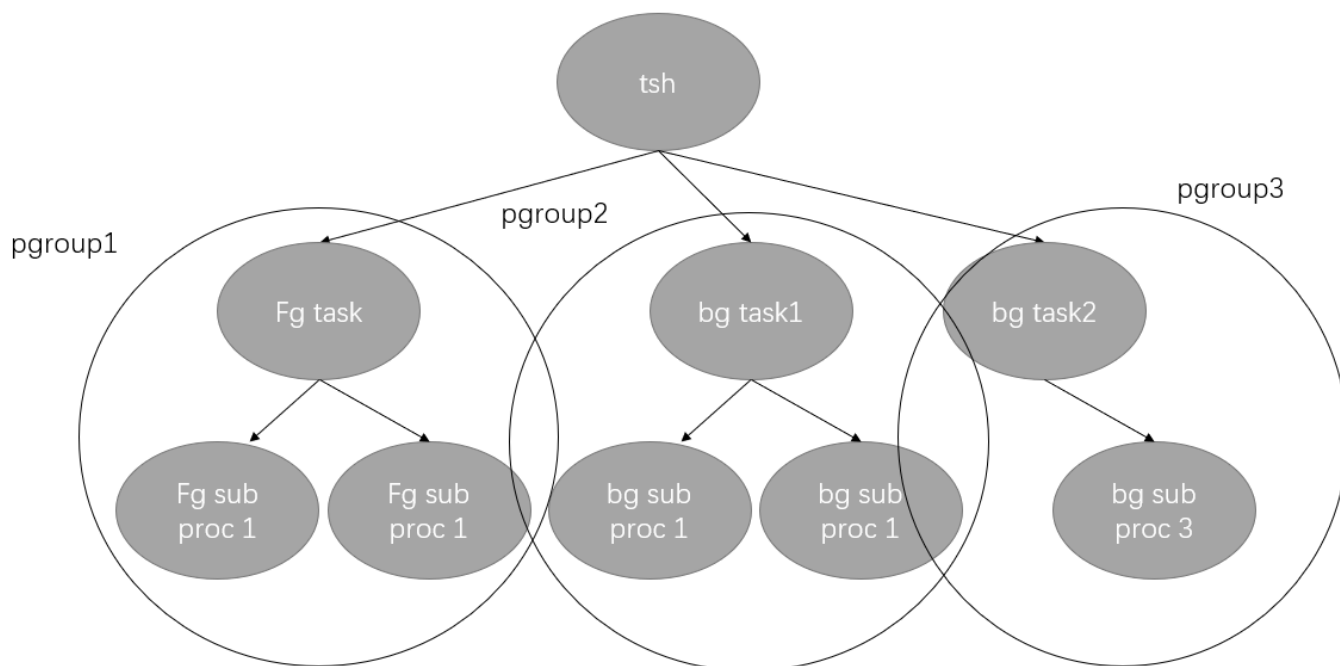 tsh
pgroup3
pgroup2
pgroup1
Fg task
bg task1
bg task2
Fg sub
proc 1
Fg sub
proc 1
bg sub
proc 1
bg sub
proc 1
bg sub
proc 3